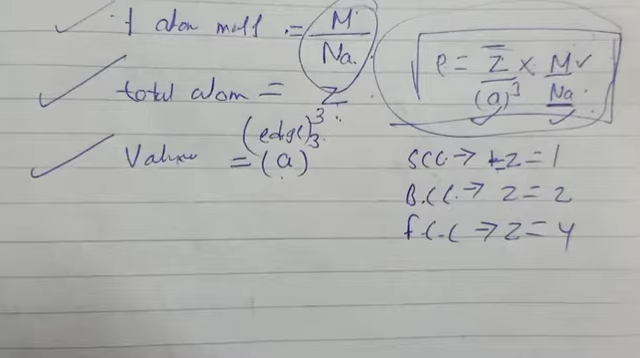 1 atom mass = M/Na
total atom = Z
Volume = (edge)³ = (a)³
ρ = Z/(a)³ × M/Na
SCC → Z = 1
B.C.C. → Z = 2
F.C.C → Z = 4